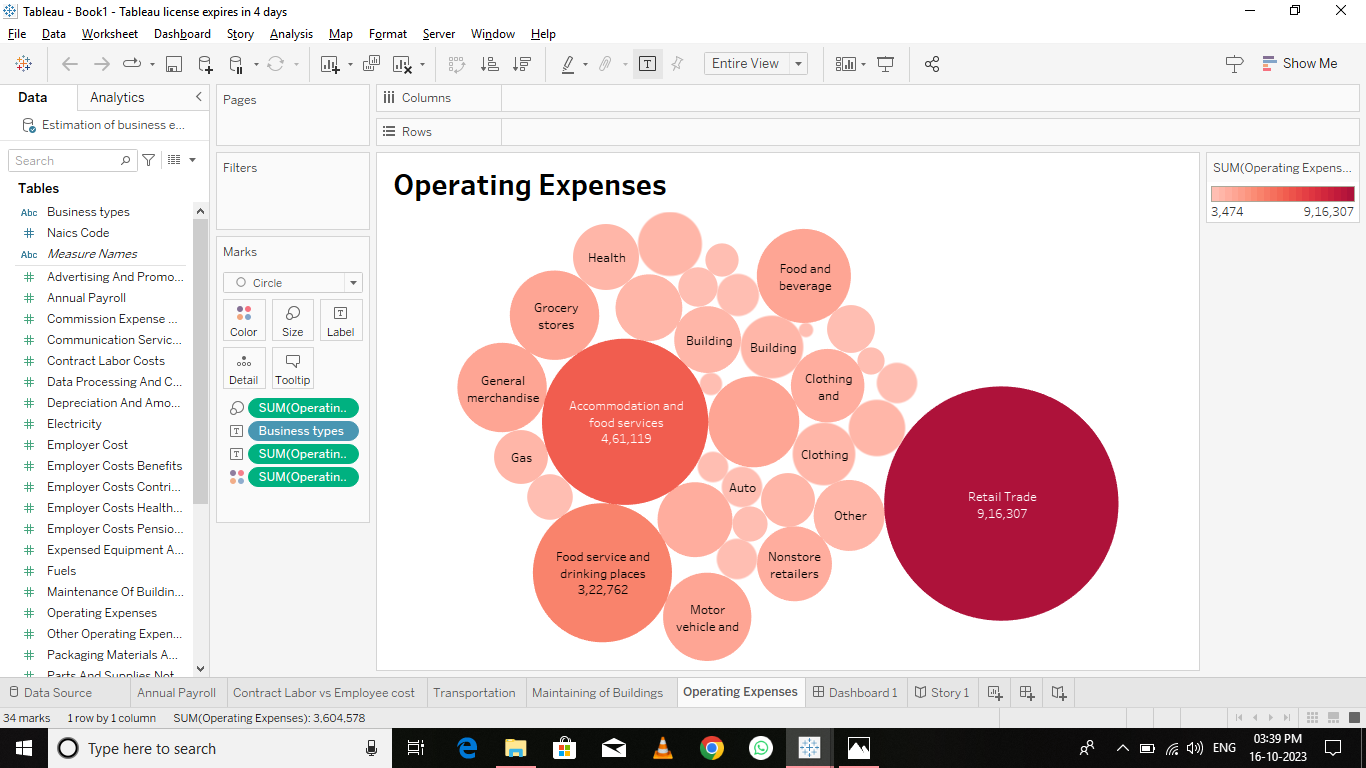 Tableau - Book1 - Tableau license expires in 4 days
File Data Worksheet Dashboard Story Analysis Map Format Server Window Help
Entire View
Show Me
Data Analytics
Estimation of business e...
Search
Tables
Abc Business types
# Naics Code
Abc Measure Names
# Advertising And Promo...
# Annual Payroll
# Commission Expense ...
# Communication Servic...
# Contract Labor Costs
# Data Processing And C...
# Depreciation And Amo...
# Electricity
# Employer Cost
# Employer Costs Benefits
# Employer Costs Contri...
# Employer Costs Health...
# Employer Costs Pensio...
# Expensed Equipment A...
# Fuels
# Maintenance Of Buildin...
# Operating Expenses
# Other Operating Expen...
# Packaging Materials A...
# Parts And Supplies Not
Pages
Filters
Marks
Circle
Color Size Label
Detail Tooltip
SUM(Operatin..
Business types
SUM(Operatin..
SUM(Operatin..
Columns
Rows
Operating Expenses
Health
Food and
beverage
Grocery
stores
Building
Building
General
merchandise
Clothing
and
Accommodation and
food services
4,61,119
Gas
Clothing
Auto
Other
Retail Trade
9,16,307
Food service and
drinking places
3,22,762
Nonstore
retailers
Motor
vehicle and
SUM(Operating Expens...
3,474 9,16,307
Data Source Annual Payroll Contract Labor vs Employee cost Transportation Maintaining of Buildings Operating Expenses Dashboard 1 Story 1
34 marks 1 row by 1 column SUM(Operating Expenses): 3,604,578
Type here to search
ENG
03:39 PM
16-10-2023